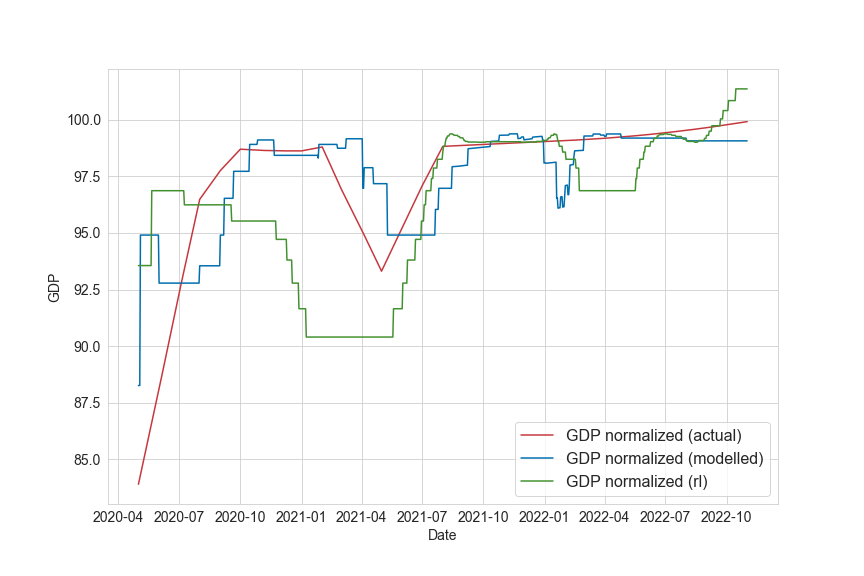 100.0
97.5
95.0
92.5
90.0
87.5
85.0
GDP
GDP normalized (actual)
GDP normalized (modelled)
GDP normalized (rl)
2020-04 2020-07 2020-10 2021-01 2021-04 2021-07 2021-10 2022-01 2022-04 2022-07 2022-10
Date